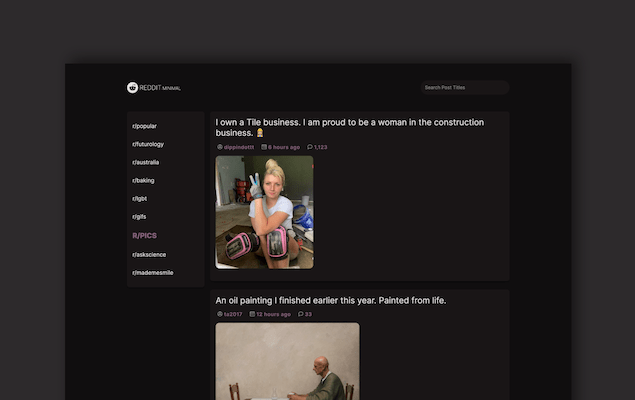 REDDIT MINIMAL
Search Post Titles
r/popular
r/futurology
r/australia
r/baking
r/lgbt
r/gifs
R/PICS
r/askscience
r/mademesmile
I own a Tile business. I am proud to be a woman in the construction
business. 👷‍♀️
dippindottt 6 hours ago 1,123
An oil painting I finished earlier this year. Painted from life.
ts2017 12 hours ago 33